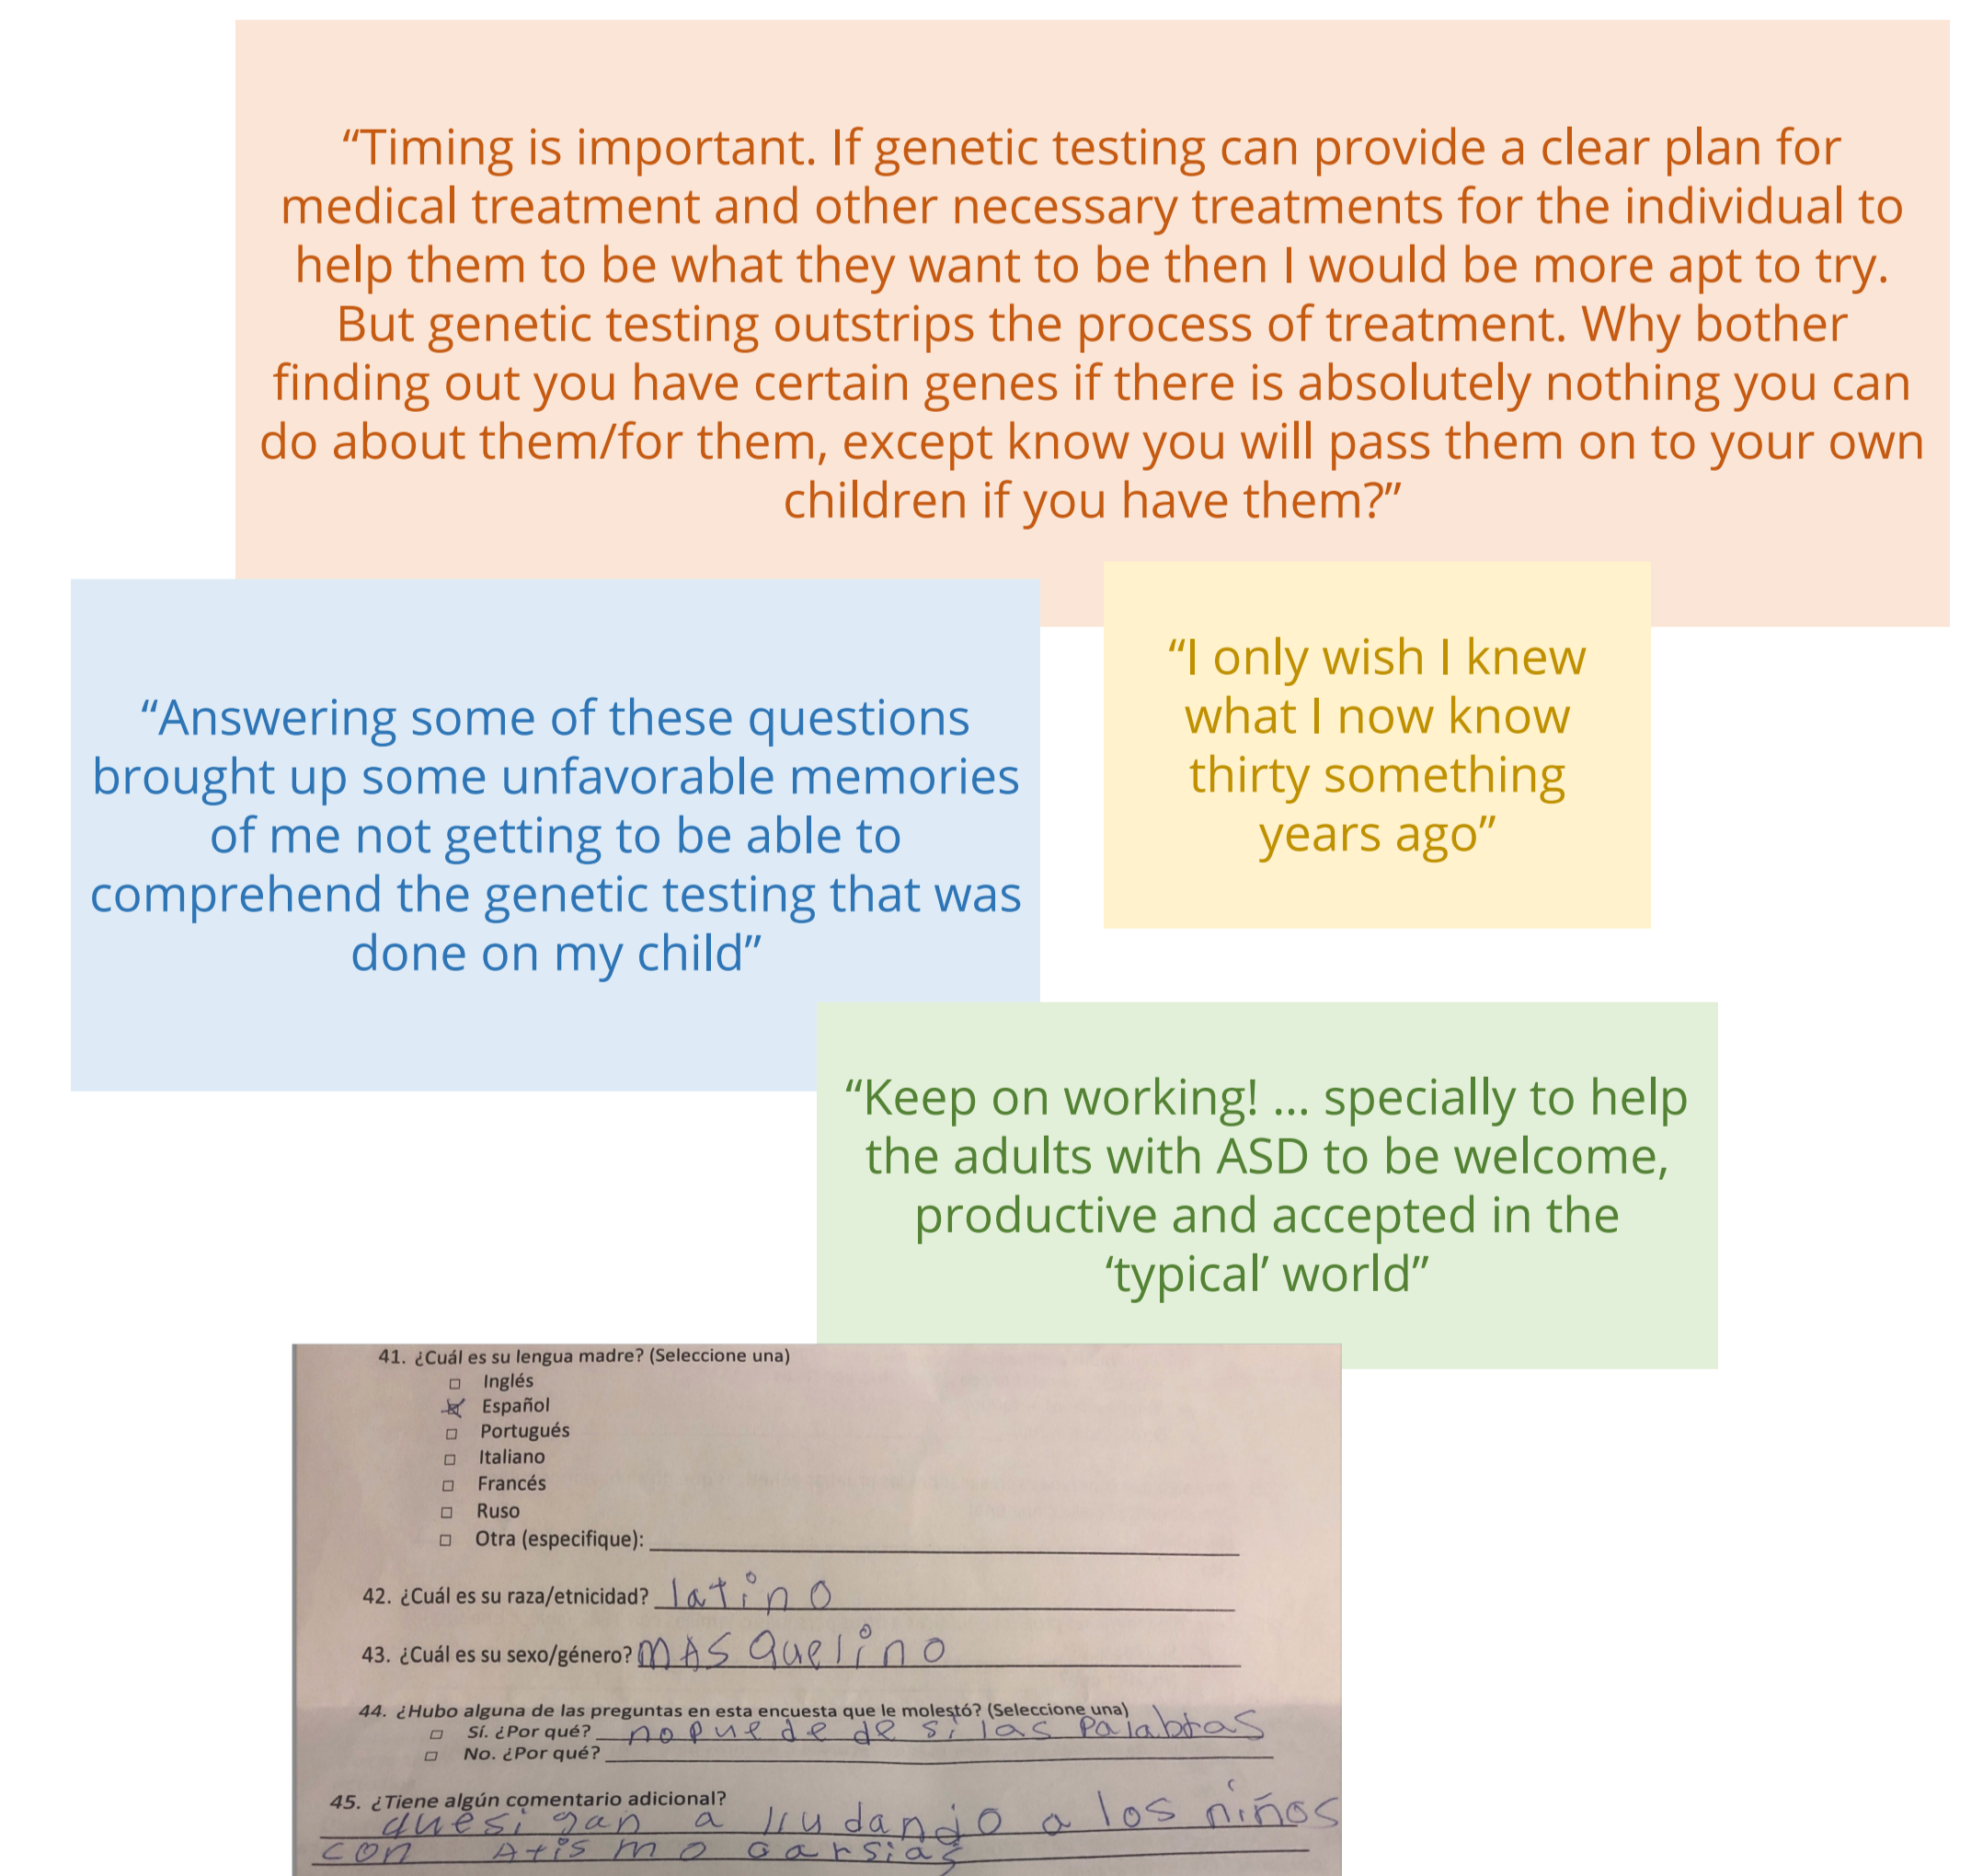 “Timing is important. If genetic testing can provide a clear plan for
medical treatment and other necessary treatments for the individual to
help them to be what they want to be then I would be more apt to try.
But genetic testing outstrips the process of treatment. Why bother
finding out you have certain genes if there is absolutely nothing you can
do about them/for them, except know you will pass them on to your own
children if you have them?”
“Answering some of these questions
brought up some unfavorable memories
of me not getting to be able to
comprehend the genetic testing that was
done on my child”
“I only wish I knew
what I now know
thirty something
years ago”
“Keep on working! ... specially to help
the adults with ASD to be welcome,
productive and accepted in the
‘typical’ world”
41. ¿Cuál es su lengua madre? (Seleccione una)
Inglés
Español
Portugués
Italiano
Francés
Ruso
Otra (especifique):
42. ¿Cuál es su raza/etnicidad? latino
43. ¿Cuál es su sexo/género? MASquelino
44. ¿Hubo alguna de las preguntas en esta encuesta que le molestó? (Seleccione una)
Sí. ¿Por qué? no puede de si las Palabras
No. ¿Por qué?
45. ¿Tiene algún comentario adicional?
quesi gan a llu dando a los niños
con Atismo garsias